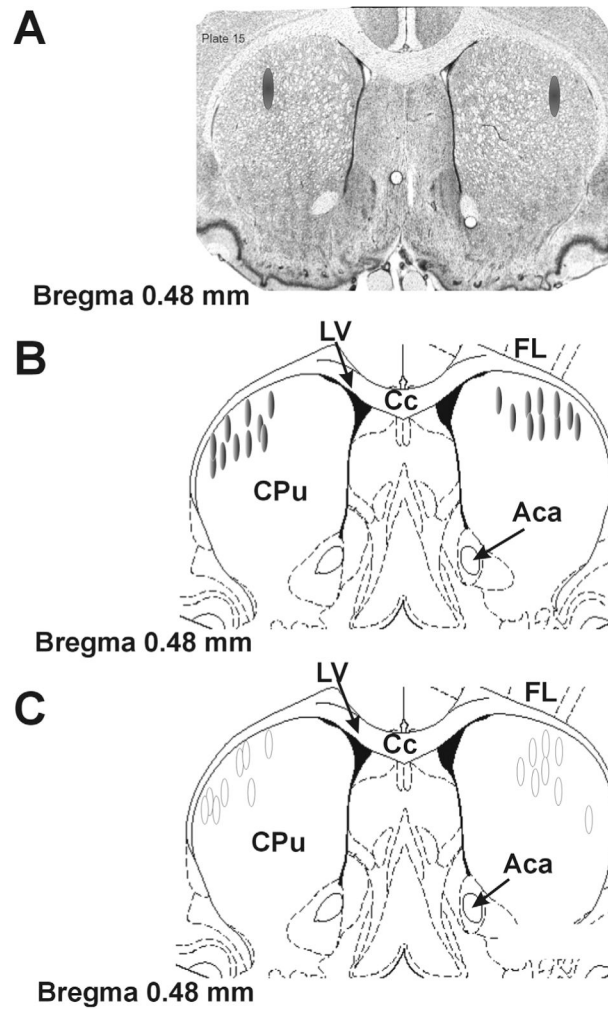 A
Plate 15
Bregma 0.48 mm
B
LV
FL
Cc
CPu
Aca
Bregma 0.48 mm
C
LV
FL
Cc
CPu
Aca
Bregma 0.48 mm